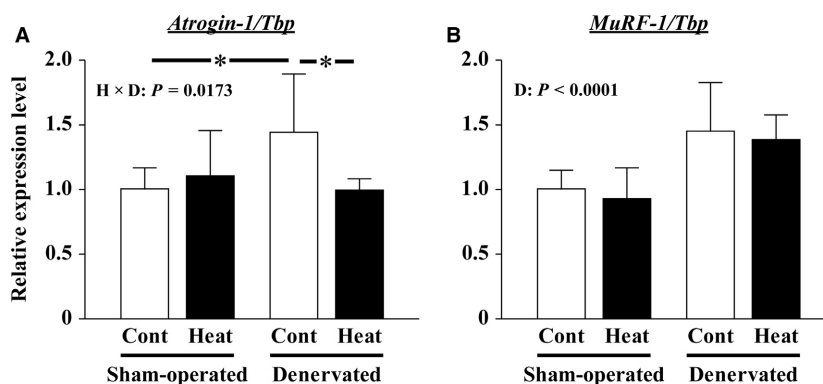 A
Atrogin-1/Tbp
Relative expression level
2.0
1.5
1.0
0.5
0
H × D: P = 0.0173
*
*
Cont Heat Cont Heat
Sham-operated Denervated
B
MuRF-1/Tbp
2.0
1.5
1.0
0.5
0
D: P < 0.0001
Cont Heat Cont Heat
Sham-operated Denervated